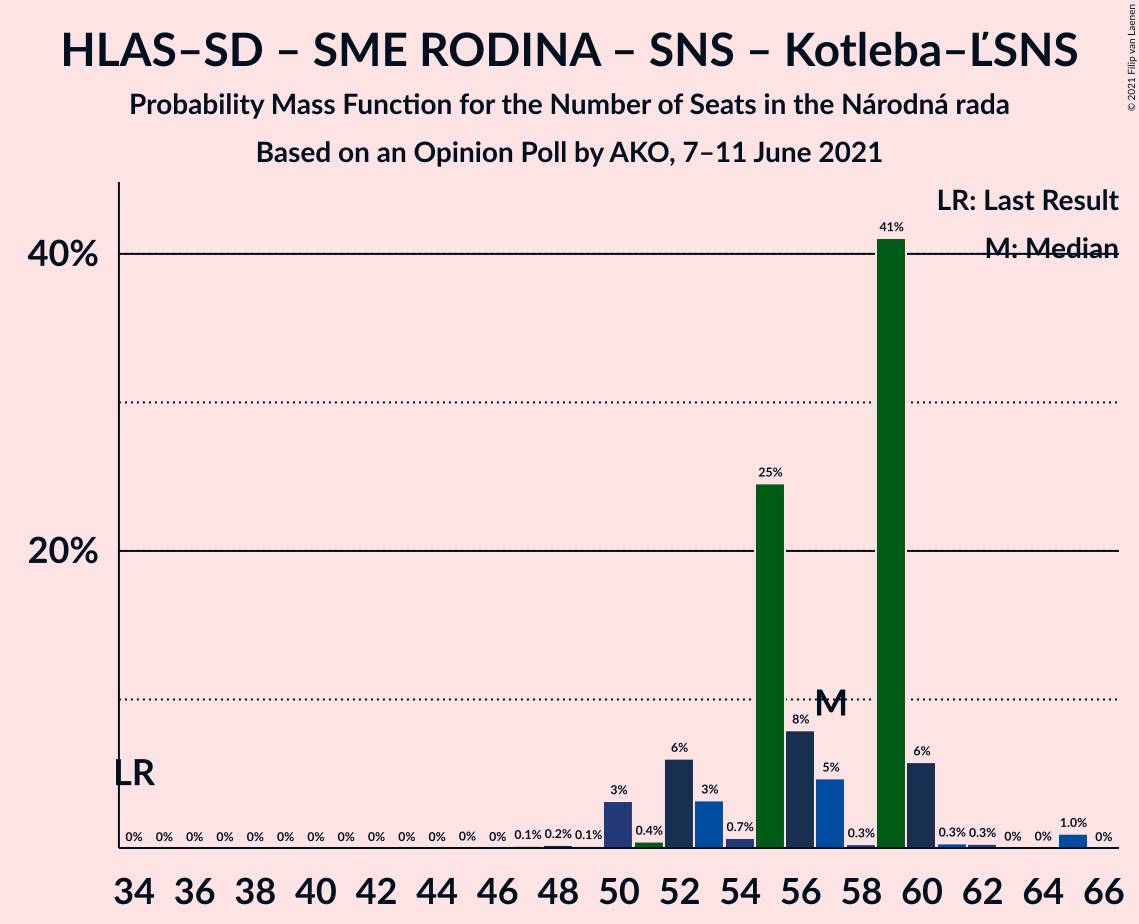 HLAS–SD – SME RODINA – SNS – Kotleba–ĽSNS
Probability Mass Function for the Number of Seats in the Národná rada
Based on an Opinion Poll by AKO, 7–11 June 2021
© 2021 Filip van Laenen
LR: Last Result
M: Median
40%
20%
41%
25%
M
8%
LR
6%
6%
5%
3%
3%
0% 0% 0% 0% 0% 0% 0% 0% 0% 0% 0% 0% 0% 0.1% 0.2% 0.1% 0.4% 0.7% 0.3% 0.3% 0.3% 0% 0% 1.0% 0%
34 36 38 40 42 44 46 48 50 52 54 56 58 60 62 64 66